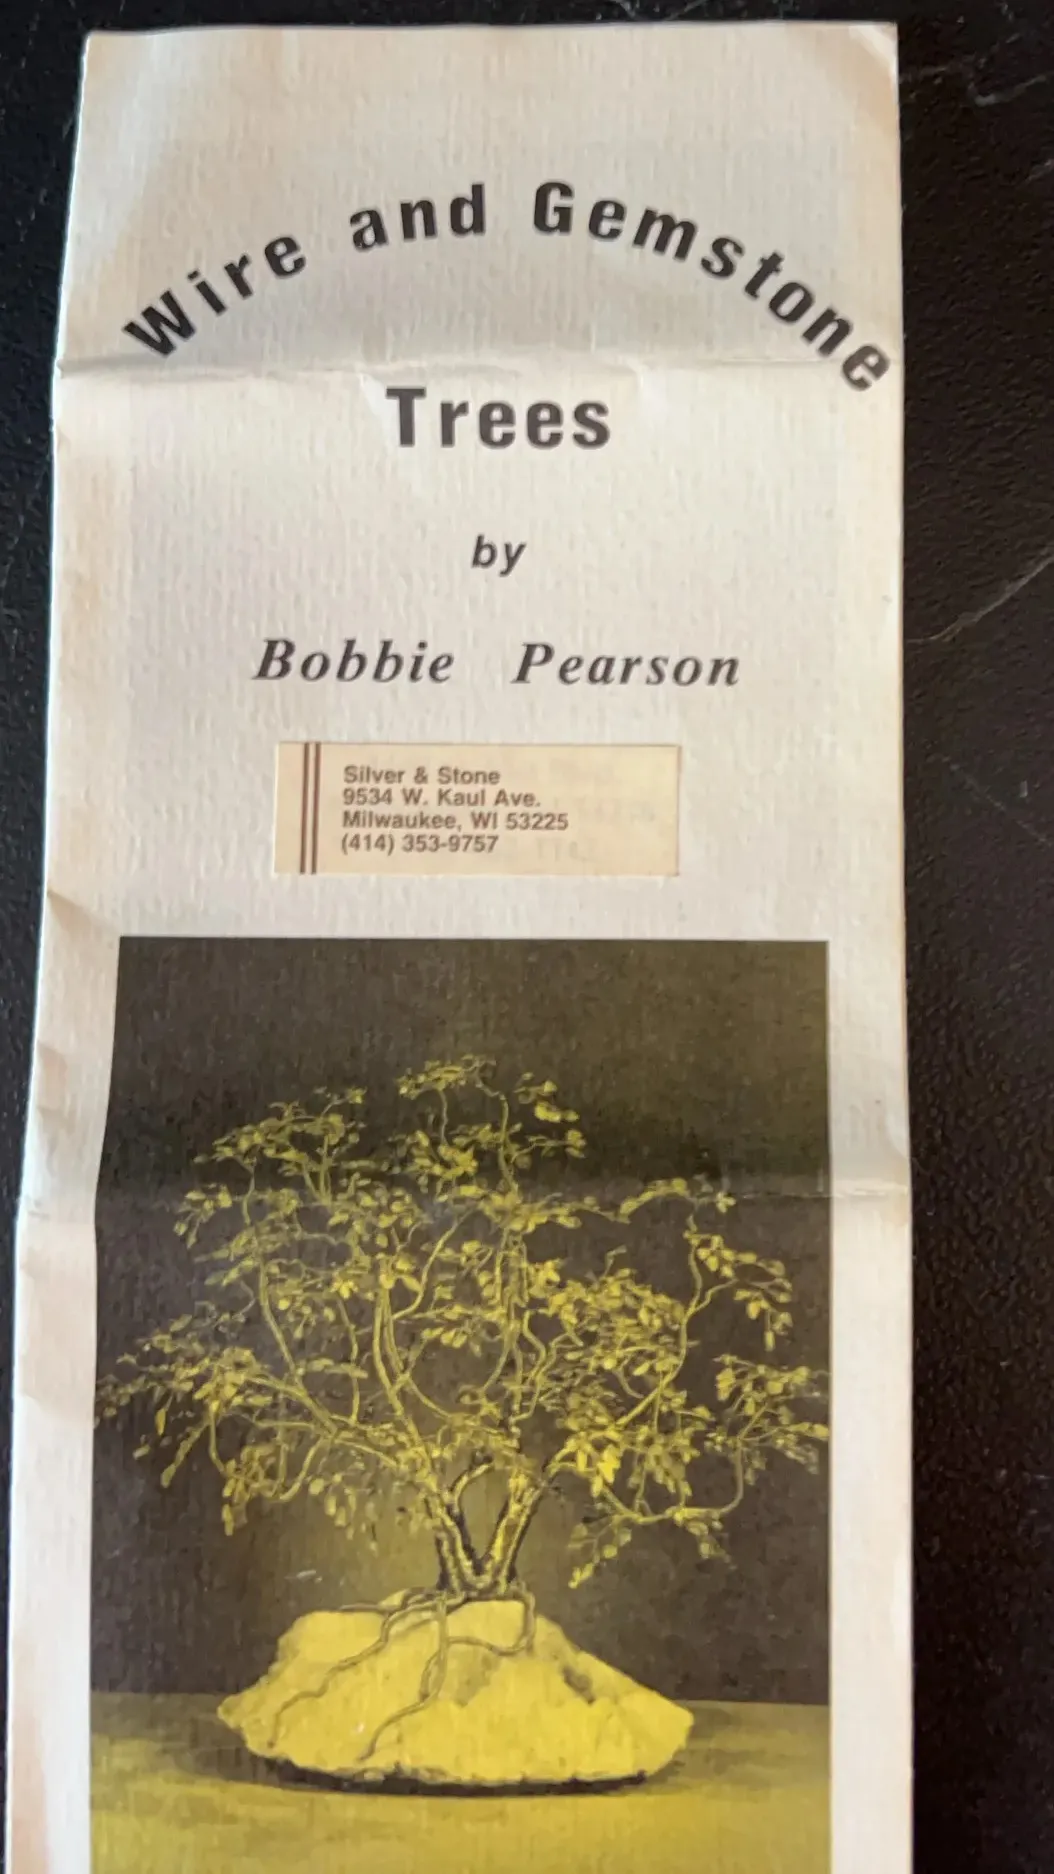 Wire and Gemstone
Trees
by
Bobbie Pearson
Silver & Stone
9534 W. Kaul Ave.
Milwaukee, WI 53225
(414) 353-9757